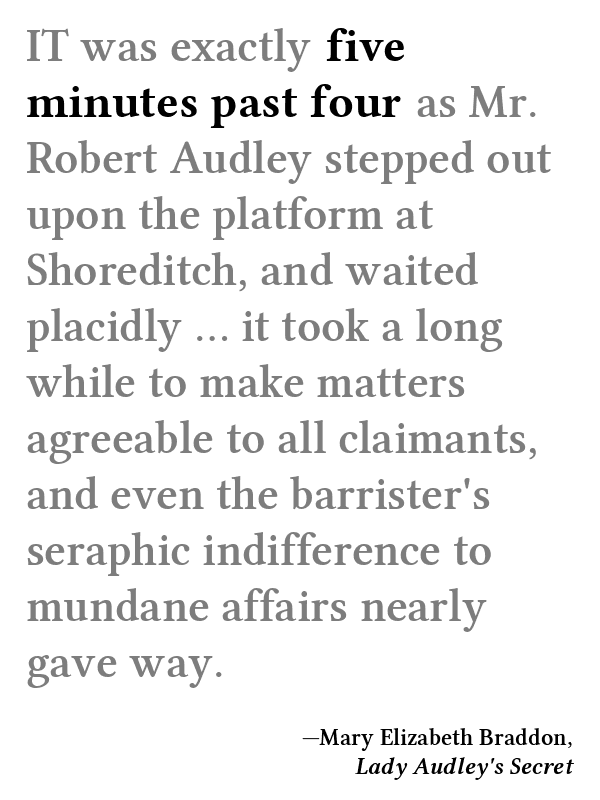 IT was exactly five
minutes past four as Mr.
Robert Audley stepped out
upon the platform at
Shoreditch, and waited
placidly ... it took a long
while to make matters
agreeable to all claimants,
and even the barrister's
seraphic indifference to
mundane affairs nearly
gave way.
—Mary Elizabeth Braddon,
Lady Audley's Secret